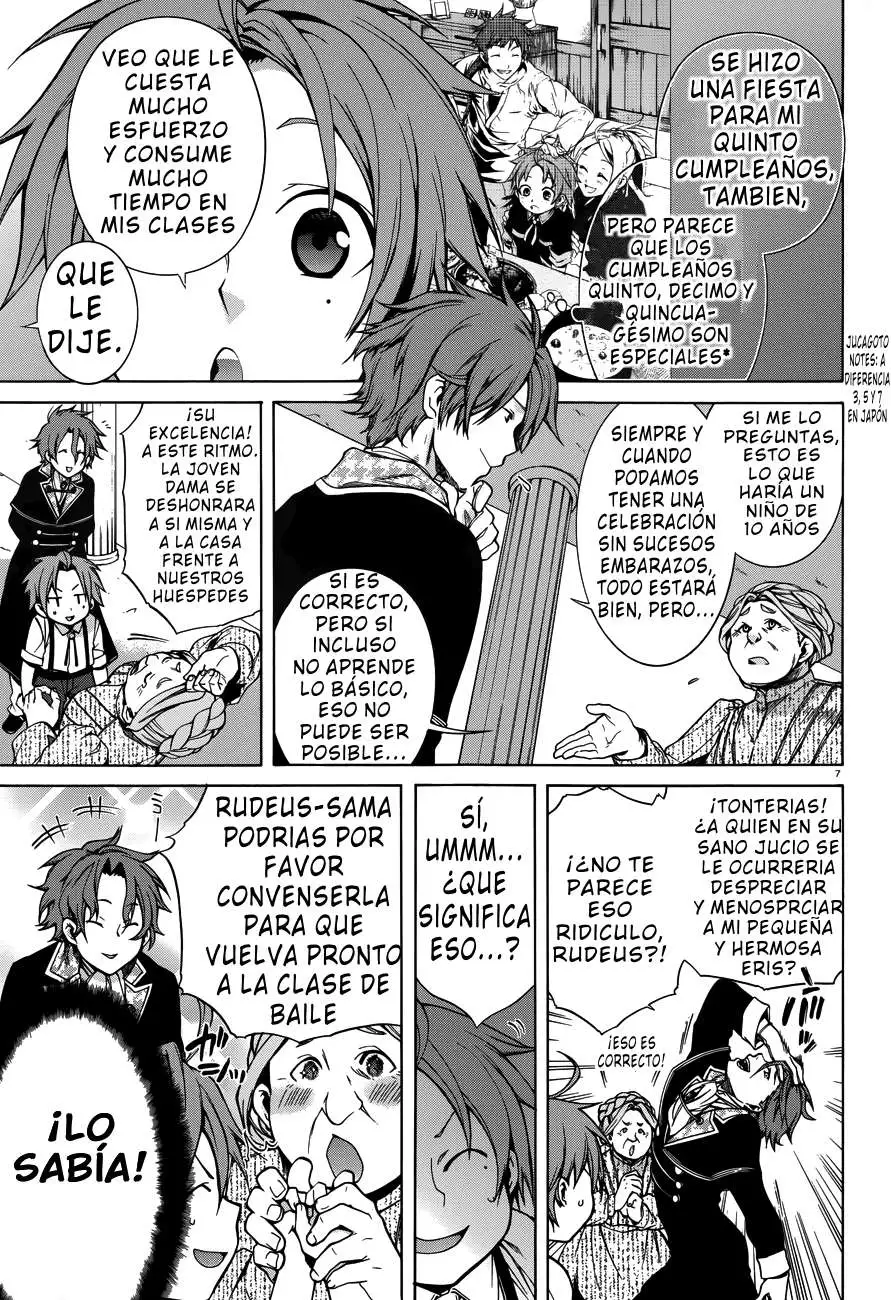 SE HIZO
UNA FIESTA
PARA MI
QUINTO
CUMPLEAÑOS,
TAMBIEN,
PERO PARECE
QUE LOS
CUMPLEAÑOS
QUINTO, DECIMO Y
QUINCUA-
GÉSIMO SON
ESPECIALES*
JUCAGOTO
NOTES: A
DIFERENCIA
3, 5 Y 7
EN JAPÓN
VEO QUE LE
CUESTA
MUCHO
ESFUERZO
Y CONSUME
MUCHO
TIEMPO EN
MIS CLASES
QUE
LE
DIJE.
SI ME LO
PREGUNTAS,
ESTO ES
LO QUE
HARÍA UN
NIÑO DE
10 AÑOS
SIEMPRE Y
CUANDO
PODAMOS
TENER UNA
CELEBRACIÓN
SIN SUCESOS
EMBARAZOS,
TODO ESTARÁ
BIEN, PERO...
SI ES
CORRECTO,
PERO SI
INCLUSO
NO APRENDE
LO BÁSICO,
ESO NO
PUEDE SER
POSIBLE...
¡SU
EXCELENCIA!
A ESTE RITMO.
LA JOVEN
DAMA SE
DESHONRARA
A SI MISMA Y
A LA CASA
FRENTE A
NUESTROS
HUESPEDES
7
¡TONTERIAS!
¿A QUIEN EN SU
SANO JUCIO SE
LE OCURRERIA
DESPRECIAR
Y MENOSPRCIAR
A MI PEQUEÑA
Y HERMOSA
ERIS?
¡¿NO TE
PARECE
ESO
RIDICULO,
RUDEUS?!
¡ESO ES
CORRECTO!
SÍ,
UMMM...
¿QUE
SIGNIFICA
ESO...?
RUDEUS-SAMA
PODRIAS POR
FAVOR
CONVENSERLA
PARA QUE
VUELVA PRONTO
A LA CLASE DE
BAILE
¡LO
SABÍA!